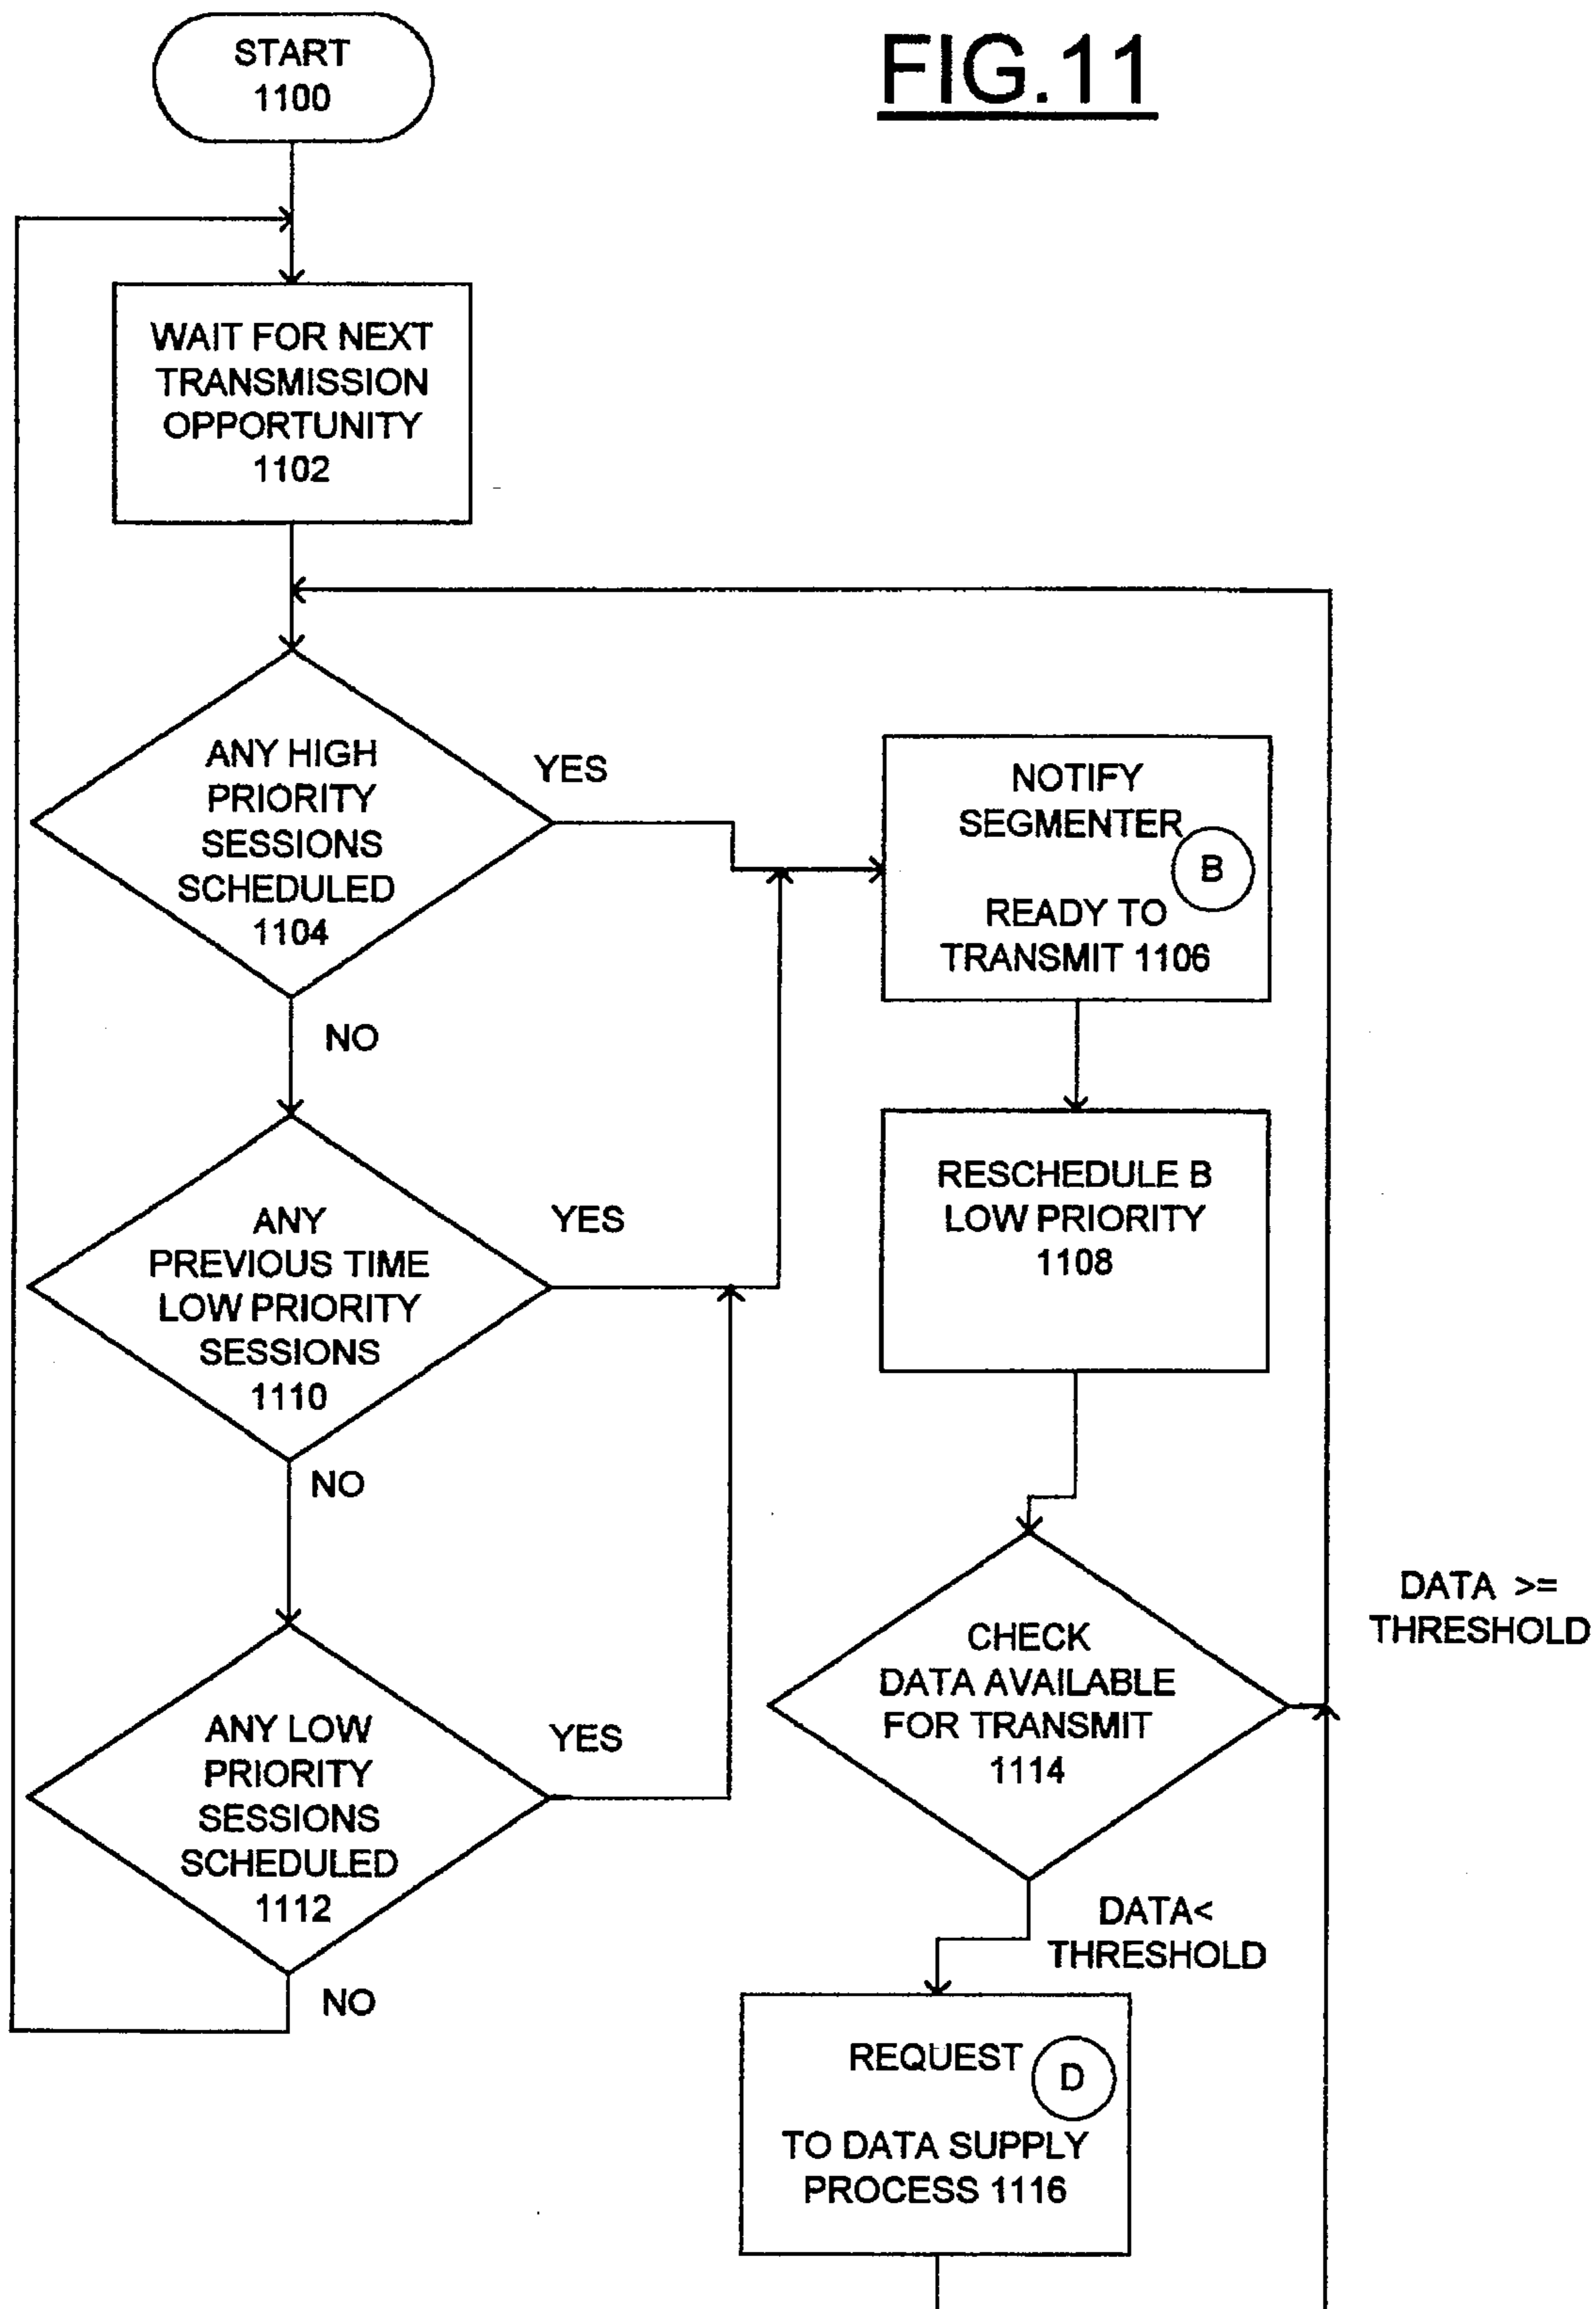 FIG.11
START
1100
WAIT FOR NEXT
TRANSMISSION
OPPORTUNITY
1102
ANY HIGH
PRIORITY
SESSIONS
SCHEDULED
1104
YES
NO
NOTIFY
SEGMENTER
B
READY TO
TRANSMIT 1106
RESCHEDULE B
LOW PRIORITY
1108
ANY
PREVIOUS TIME
LOW PRIORITY
SESSIONS
1110
YES
NO
ANY LOW
PRIORITY
SESSIONS
SCHEDULED
1112
YES
NO
CHECK
DATA AVAILABLE
FOR TRANSMIT
1114
DATA >=
THRESHOLD
DATA<
THRESHOLD
REQUEST
D
TO DATA SUPPLY
PROCESS 1116